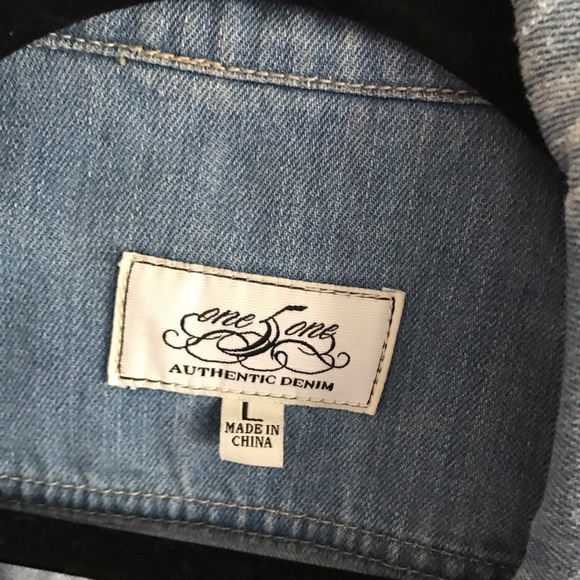 one 5 one
AUTHENTIC DENIM
L
MADE IN
CHINA